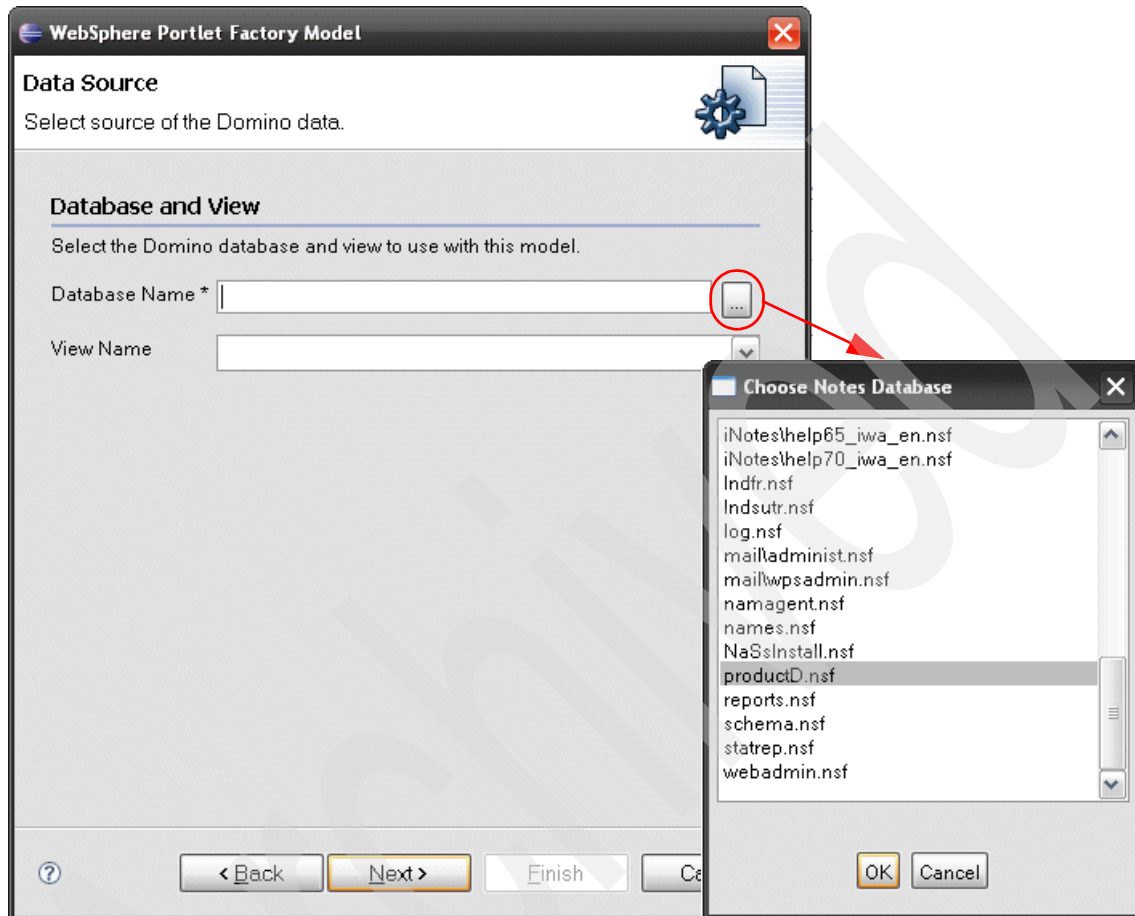 WebSphere Portlet Factory Model
Data Source
Select source of the Domino data.
Database and View
Select the Domino database and view to use with this model.
Database Name *
...
View Name
< Back
Next >
Finish
Choose Notes Database
iNotes\help65_iwa_en.nsf
iNotes\help70_iwa_en.nsf
lndfr.nsf
lndsutr.nsf
log.nsf
mail\administ.nsf
mail\wpsadmin.nsf
namagent.nsf
names.nsf
NaSsInstall.nsf
productD.nsf
reports.nsf
schema.nsf
statrep.nsf
webadmin.nsf
OK
Cancel